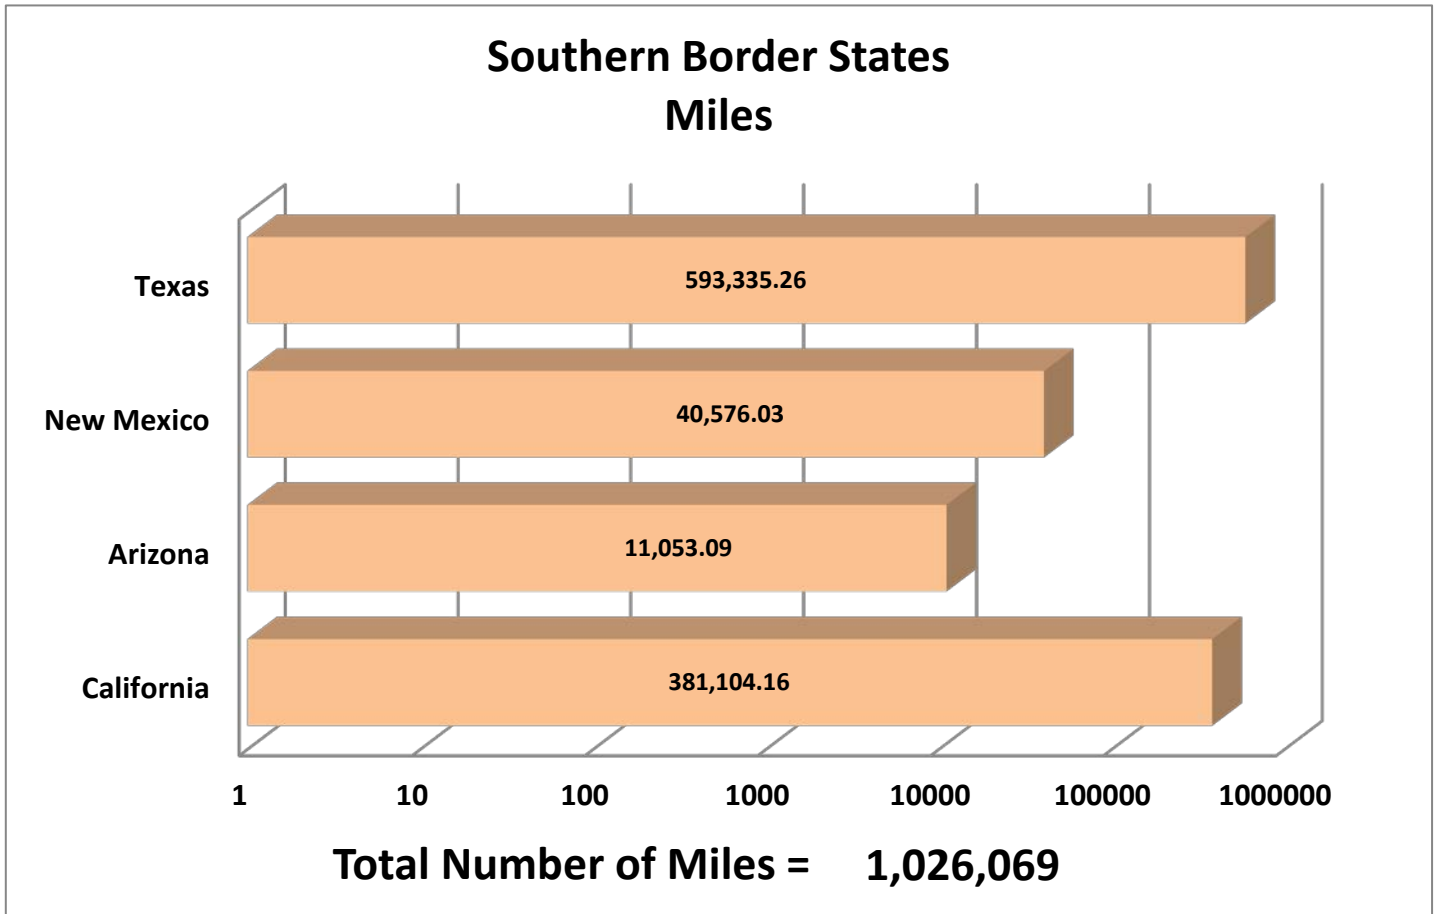 Southern Border States
Miles
Texas
593,335.26
New Mexico
40,576.03
Arizona
11,053.09
California
381,104.16
1 10 100 1000 10000 100000 1000000
Total Number of Miles = 1,026,069